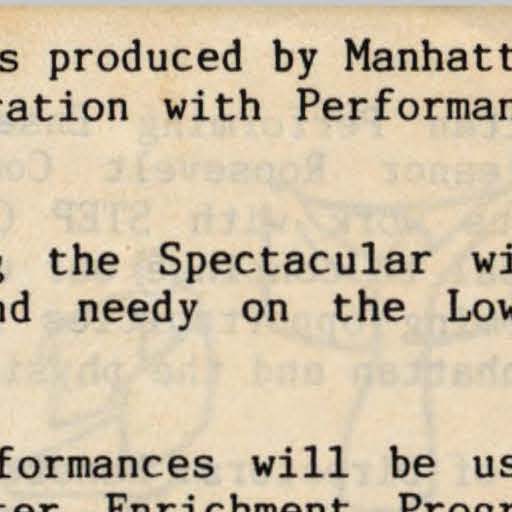 s produced by Manhatt
ration with Performan
g the Spectacular wi
nd needy on the Low
formances will be us
ter Enrichment Progr